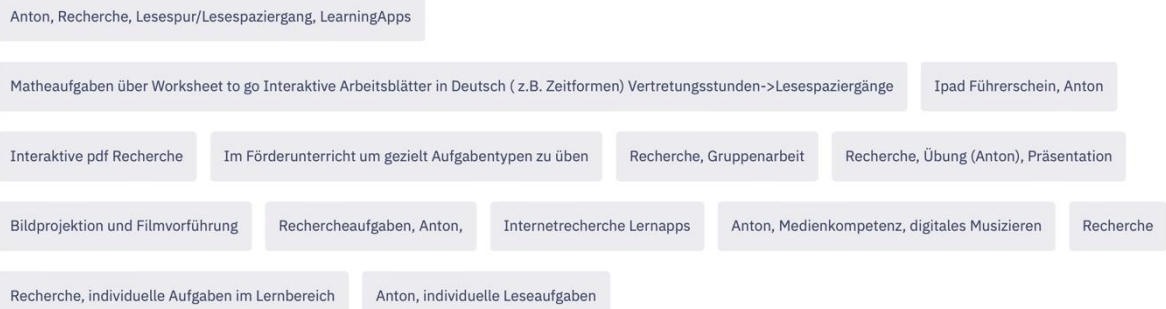 Anton, Recherche, Lesespur/Lesespaziergang, LearningApps
Matheaufgaben über Worksheet to go Interaktive Arbeitsblätter in Deutsch ( z.B. Zeitformen) Vertretungsstunden->Lesespaziergänge
Ipad Führerschein, Anton
Interaktive pdf Recherche
Im Förderunterricht um gezielt Aufgabentypen zu üben
Recherche, Gruppenarbeit
Recherche, Übung (Anton), Präsentation
Bildprojektion und Filmvorführung
Rechercheaufgaben, Anton,
Internetrecherche Lernapps
Anton, Medienkompetenz, digitales Musizieren
Recherche
Recherche, individuelle Aufgaben im Lernbereich
Anton, individuelle Leseaufgaben